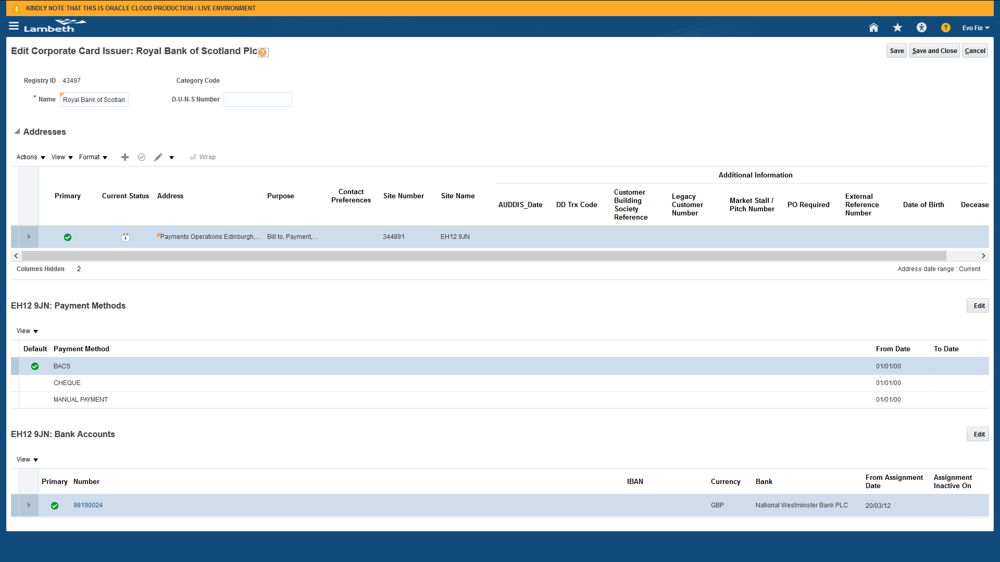 KINDLY NOTE THAT THIS IS ORACLE CLOUD PRODUCTION / LIVE ENVIRONMENT
Lambeth
?
Evo Fin
Edit Corporate Card Issuer: Royal Bank of Scotland Plc ?
Save
Save and Close
Cancel
Registry ID 43497
Category Code
* Name Royal Bank of Scotlan
D-U-N-S Number
Addresses
Actions View Format Wrap
Additional Information
Primary
Current Status
Address
Purpose
Contact
Preferences
Site Number
Site Name
AUDDIS_Date
DD Trx Code
Customer
Building
Society
Reference
Legacy
Customer
Number
Market Stall /
Pitch Number
PO Required
External
Reference
Number
Date of Birth
Decease
1 Payments Operations Edinburgh,... Bill to, Payment,... 344891 EH12 9JN
Columns Hidden 2
Address date range : Current
EH12 9JN: Payment Methods
Edit
View
Default Payment Method From Date To Date
BACS 01/01/00
CHEQUE 01/01/00
MANUAL PAYMENT 01/01/00
EH12 9JN: Bank Accounts
Edit
View
Primary Number IBAN Currency Bank
From Assignment
Date
Assignment
Inactive On
98190024 GBP National Westminster Bank PLC 20/03/12